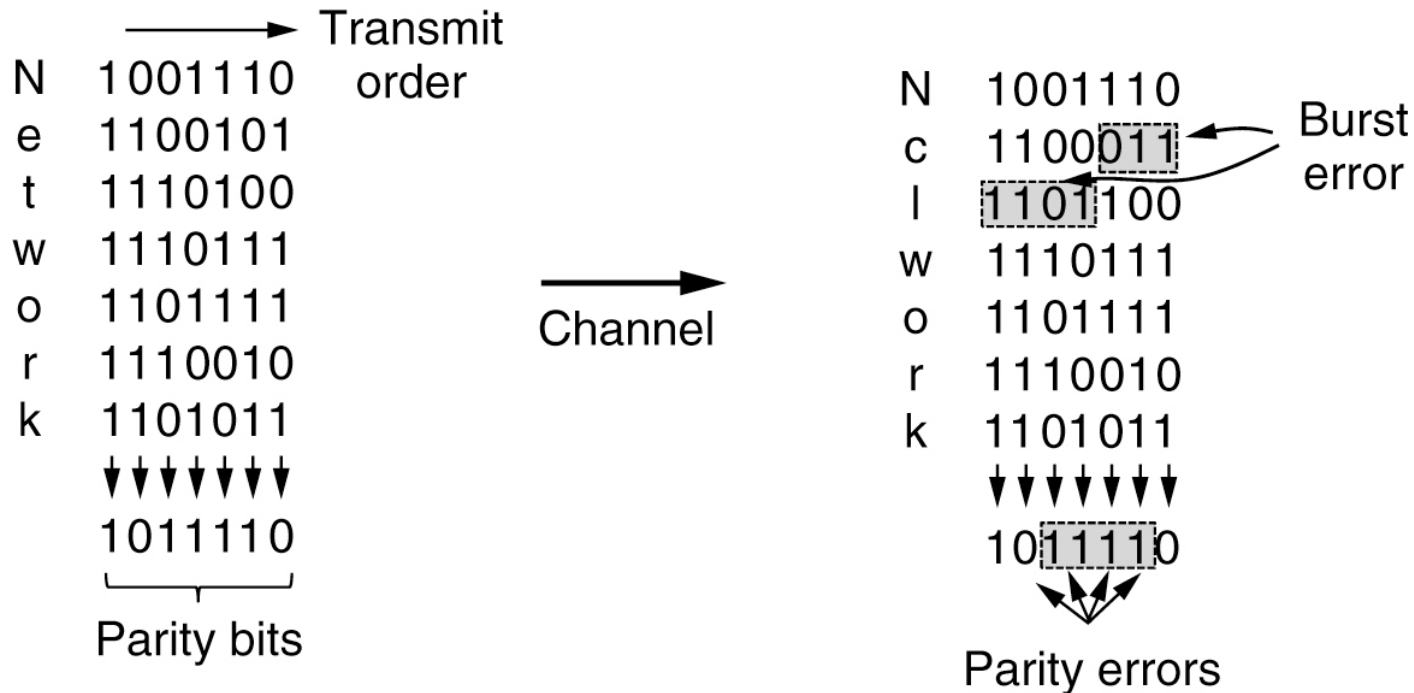 Transmit
order
N 1001110
e 1100101
t 1110100
w 1110111
o 1101111
r 1110010
k 1101011
1011110
Parity bits
Channel
N 1001110
c 1100011
l 1101100
w 1110111
o 1101111
r 1110010
k 1101011
1011110
Parity errors
Burst
error